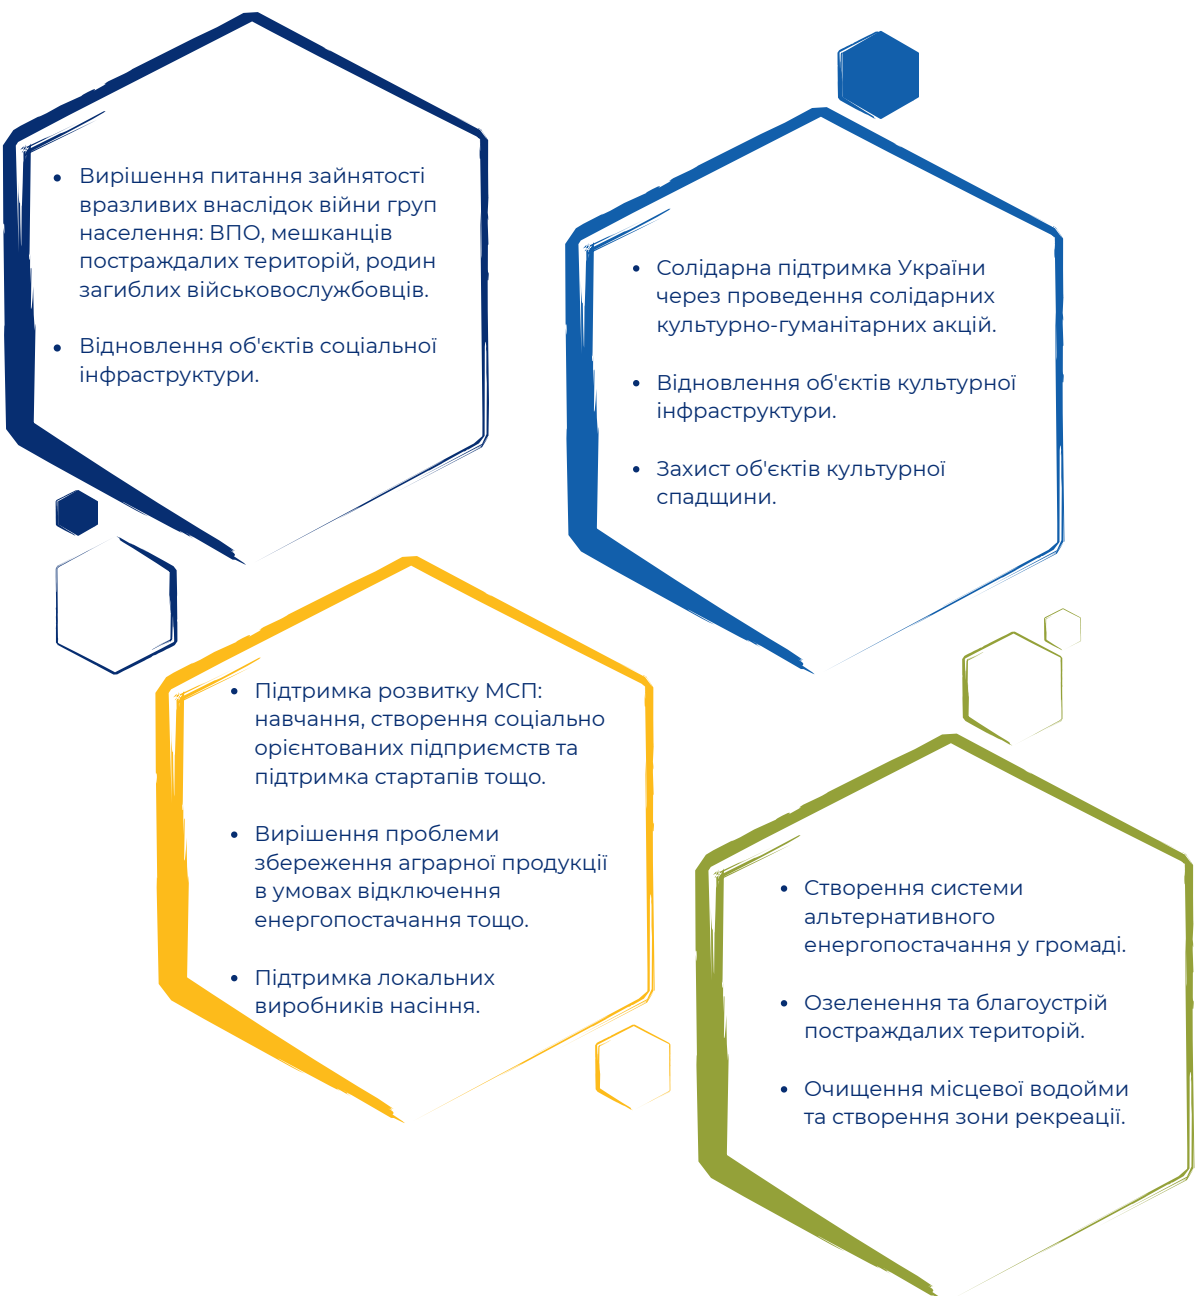 • Вирішення питання зайнятості
вразливих внаслідок війни груп
населення: ВПО, мешканців
постраждалих територій, родин
загиблих військовослужбовців.
• Відновлення об'єктів соціальної
інфраструктури.
• Солідарна підтримка України
через проведення солідарних
культурно-гуманітарних акцій.
• Відновлення об'єктів культурної
інфраструктури.
• Захист об'єктів культурної
спадщини.
• Підтримка розвитку МСП:
навчання, створення соціально
орієнтованих підприємств та
підтримка стартапів тощо.
• Вирішення проблеми
збереження аграрної продукції
в умовах відключення
енергопостачання тощо.
• Підтримка локальних
виробників насіння.
• Створення системи
альтернативного
енергопостачання у громаді.
• Озеленення та благоустрій
постраждалих територій.
• Очищення місцевої водойми
та створення зони рекреації.